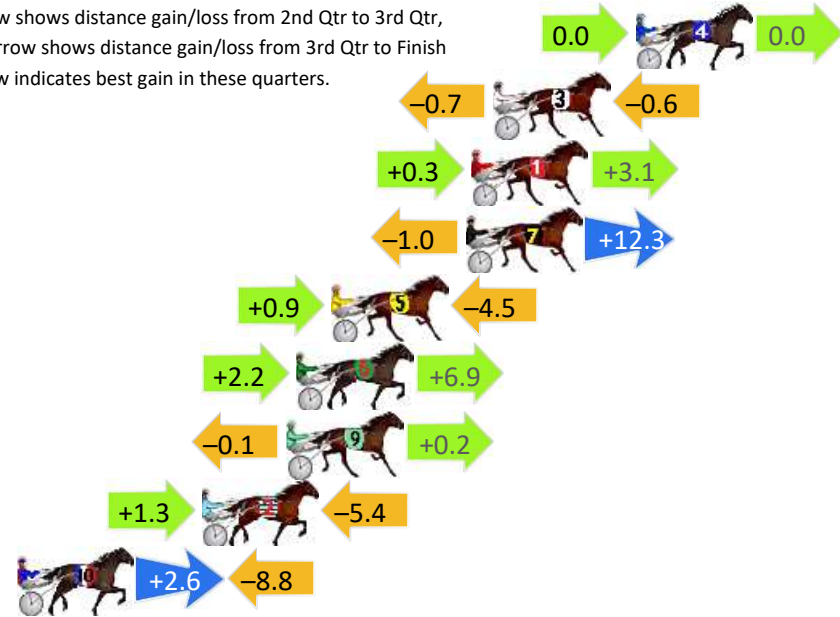 w shows distance gain/loss from 2nd Qtr to 3rd Qtr,
rrow shows distance gain/loss from 3rd Qtr to Finish
w indicates best gain in these quarters.
0.0 4 0.0
–0.7 3 –0.6
+0.3 1 +3.1
–1.0 7 +12.3
+0.9 5 –4.5
+2.2 6 +6.9
–0.1 9 +0.2
+1.3 2 –5.4
10 +2.6 –8.8